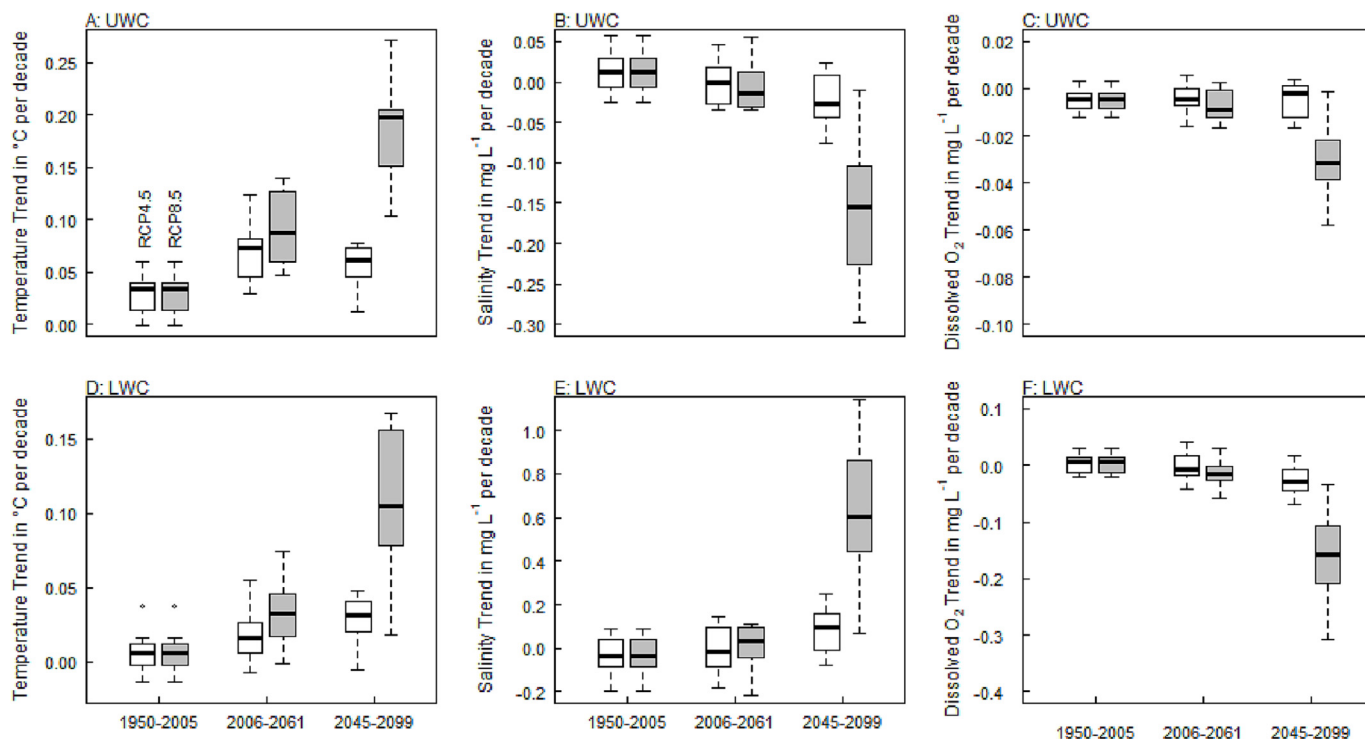 A: UWC
Temperature Trend in °C per decade
0.25
0.20
0.15
0.10
0.05
0.00
RCP4.5
RCP8.5
B: UWC
Salinity Trend in mg L⁻¹ per decade
0.05
0.00
-0.05
-0.10
-0.15
-0.20
-0.25
-0.30
C: UWC
Dissolved O₂ Trend in mg L⁻¹ per decade
0.02
0.00
-0.02
-0.04
-0.06
-0.08
-0.10
D: LWC
Temperature Trend in °C per decade
0.15
0.10
0.05
0.00
1950-2005 2006-2061 2045-2099
E: LWC
Salinity Trend in mg L⁻¹ per decade
1.0
0.8
0.6
0.4
0.2
0.0
-0.2
1950-2005 2006-2061 2045-2099
F: LWC
Dissolved O₂ Trend in mg L⁻¹ per decade
0.1
0.0
-0.1
-0.2
-0.3
-0.4
1950-2005 2006-2061 2045-2099